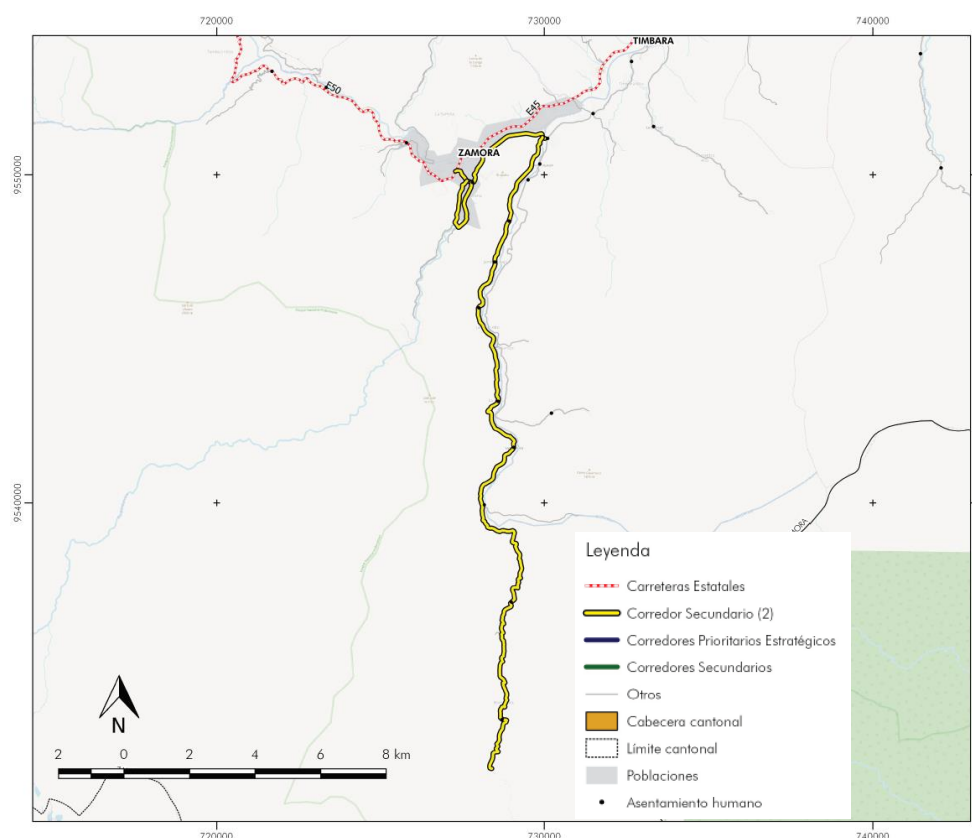 720000
730000
740000
TIMBARA
E50
E45
ZAMORA
9550000
9550000
9540000
9540000
Leyenda
Carreteras Estatales
Corredor Secundario (2)
Corredores Prioritarios Estratégicos
Corredores Secundarios
Otros
Cabecera cantonal
Límite cantonal
Poblaciones
Asentamiento humano
N
2 0 2 4 6 8 km
720000
730000
740000